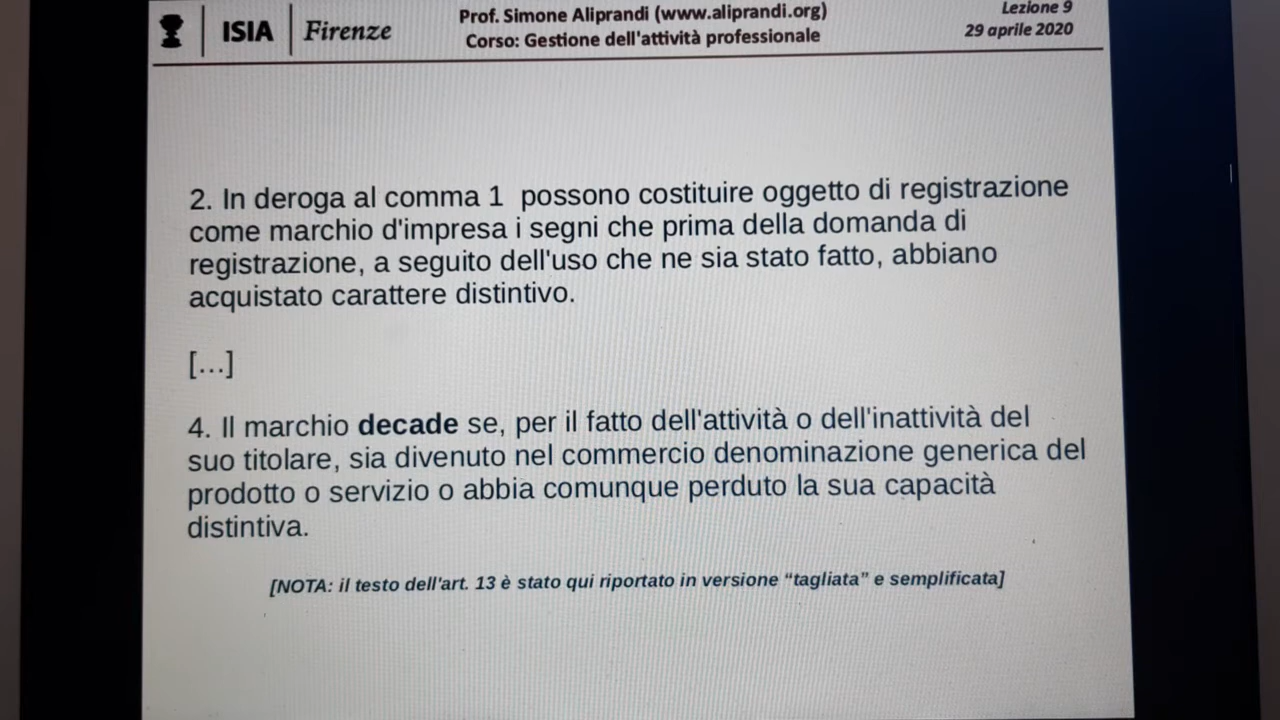 ISIA Firenze
Prof. Simone Aliprandi (www.aliprandi.org)
Corso: Gestione dell'attività professionale
Lezione 9
29 aprile 2020
2. In deroga al comma 1 possono costituire oggetto di registrazione
come marchio d'impresa i segni che prima della domanda di
registrazione, a seguito dell'uso che ne sia stato fatto, abbiano
acquistato carattere distintivo.
[...]
4. Il marchio decade se, per il fatto dell'attività o dell'inattività del
suo titolare, sia divenuto nel commercio denominazione generica del
prodotto o servizio o abbia comunque perduto la sua capacità
distintiva.
[NOTA: il testo dell'art. 13 è stato qui riportato in versione “tagliata” e semplificata]